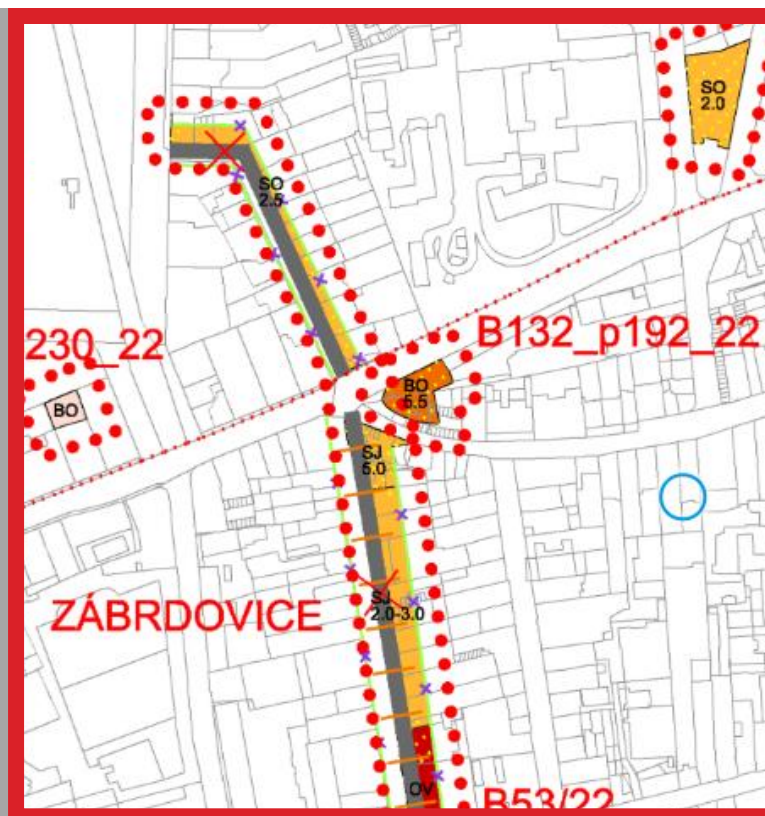 SO
2.0
SO
2.5
230_22
B132_p192_22
BO
BO
5.5
SJ
5.0
ZÁBRDOVICE
SJ
2.0-3.0
OV
B53/22